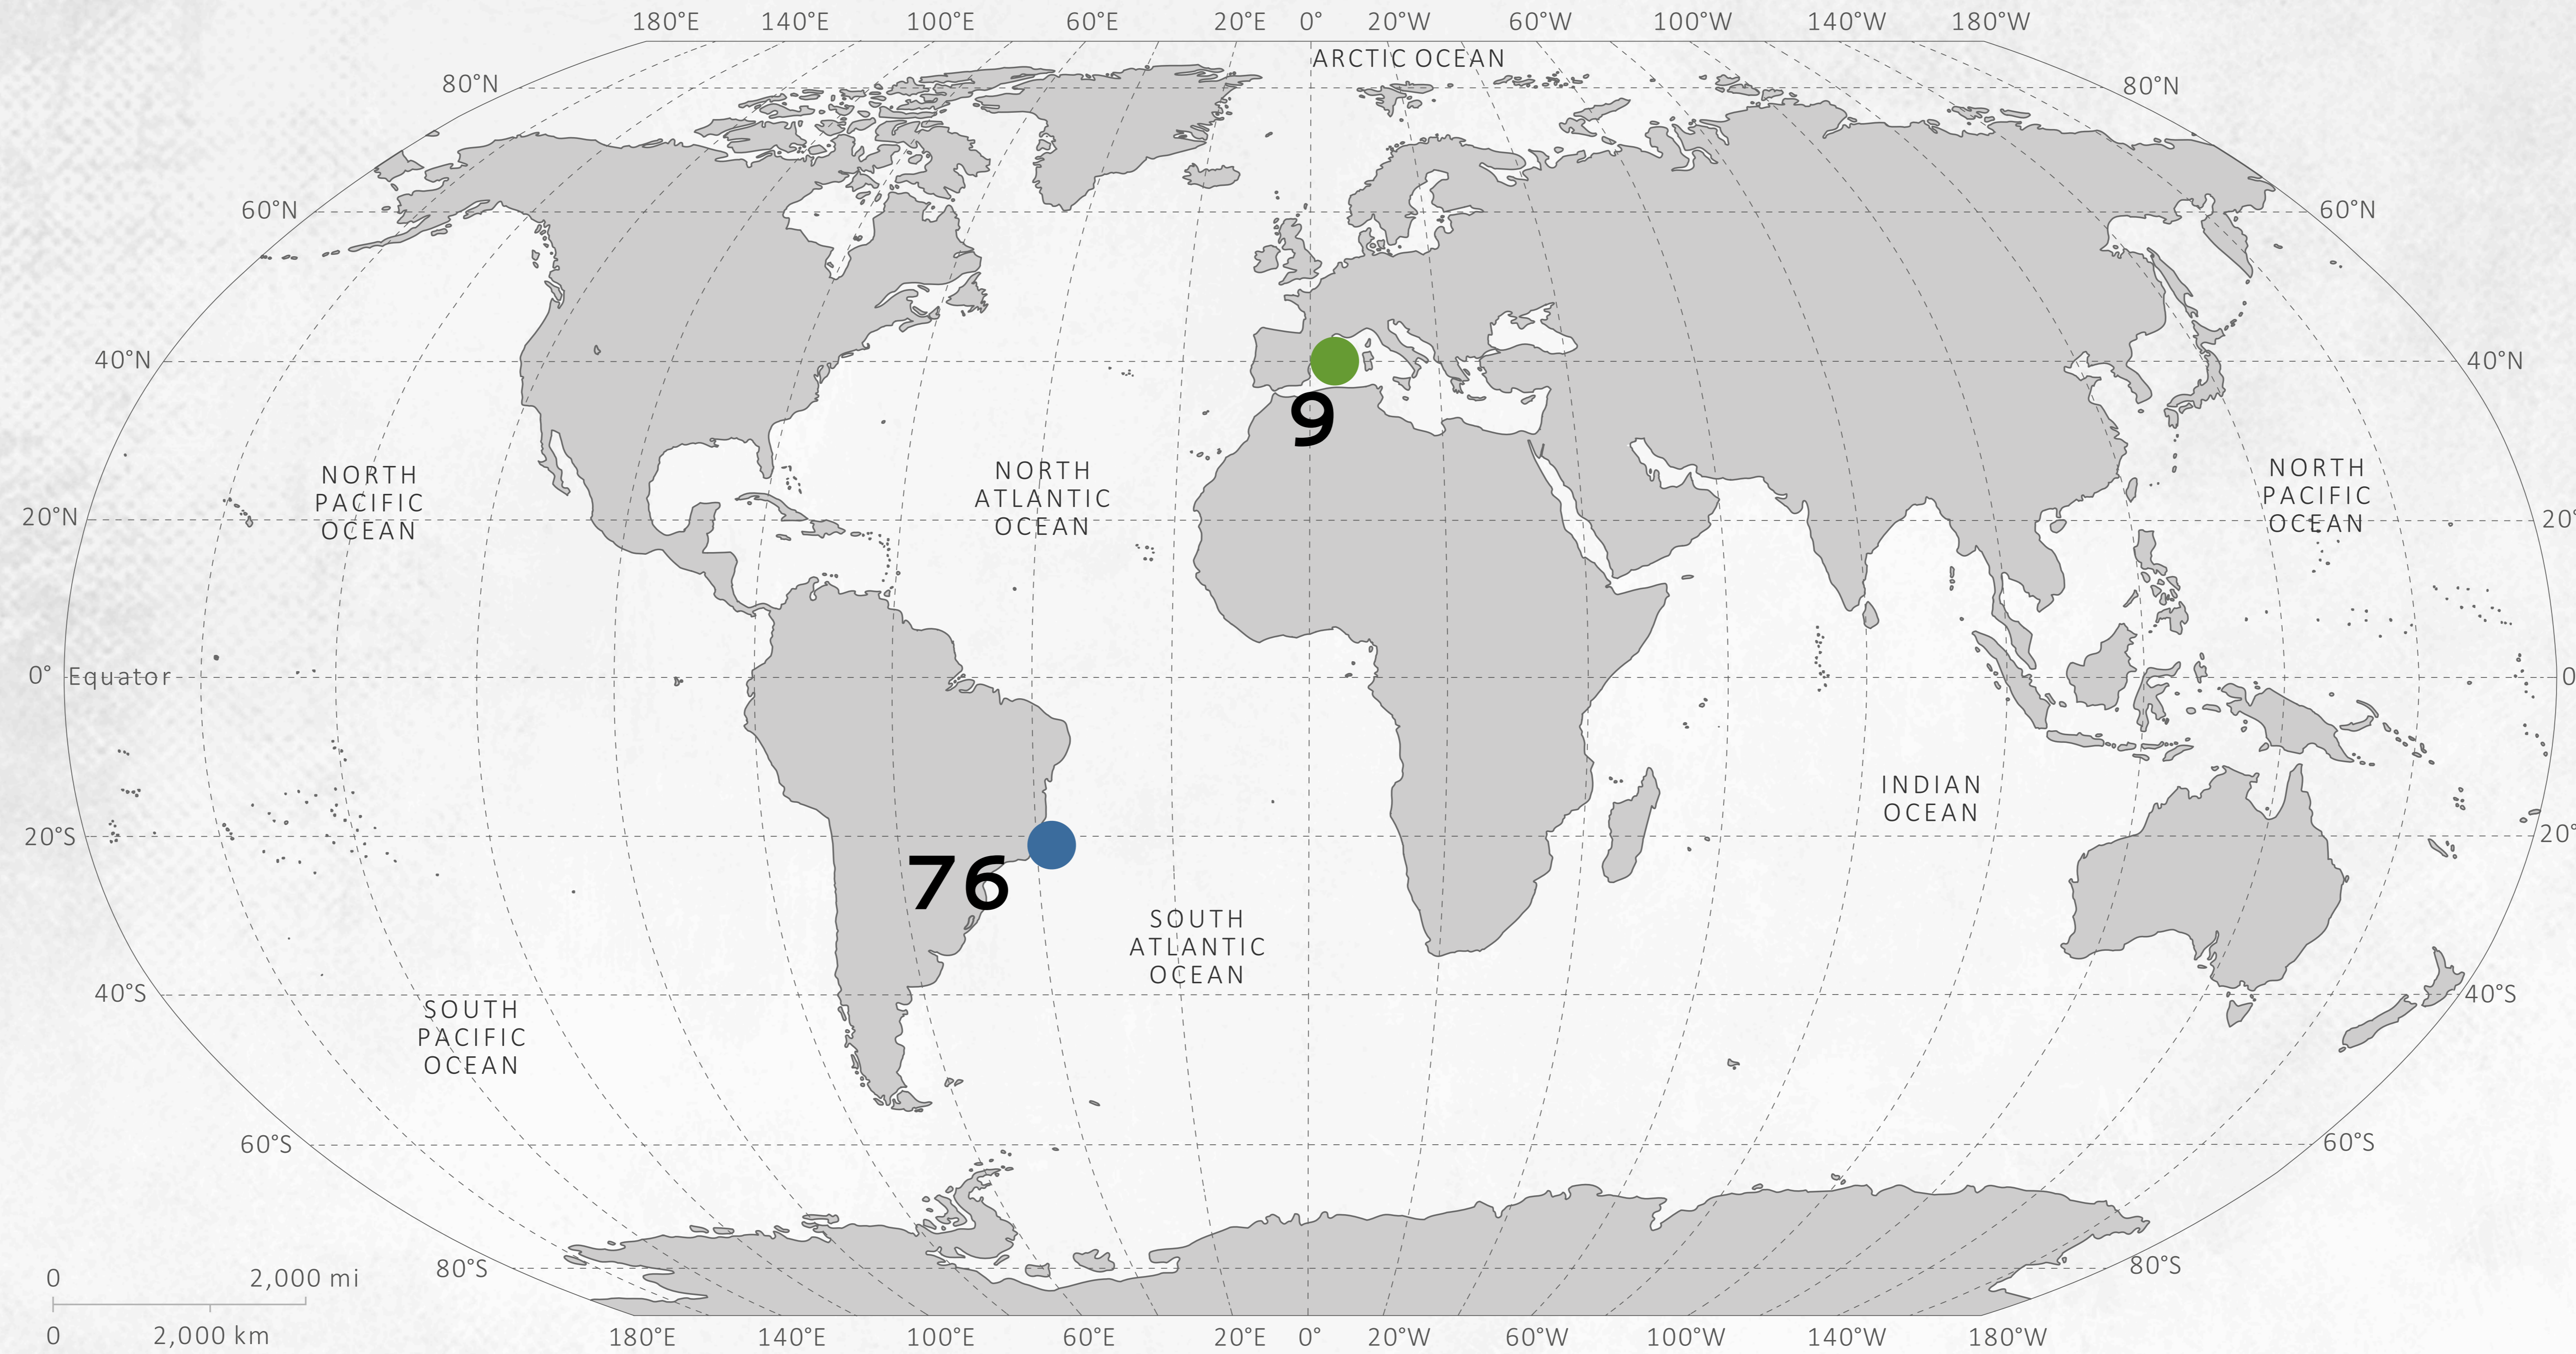 180°E 140°E 100°E 60°E 20°E 0° 20°W 60°W 100°W 140°W 180°W
ARCTIC OCEAN
80°N 80°N
60°N 60°N
40°N 40°N
9
NORTH
PACIFIC
OCEAN
NORTH
ATLANTIC
OCEAN
NORTH
PACIFIC
OCEAN
20°N 20°
0° Equator 0
INDIAN
OCEAN
20°S 20°
76
SOUTH
ATLANTIC
OCEAN
40°S 40°S
SOUTH
PACIFIC
OCEAN
60°S 60°S
80°S 80°S
0 2,000 mi
0 2,000 km
180°E 140°E 100°E 60°E 20°E 0° 20°W 60°W 100°W 140°W 180°W